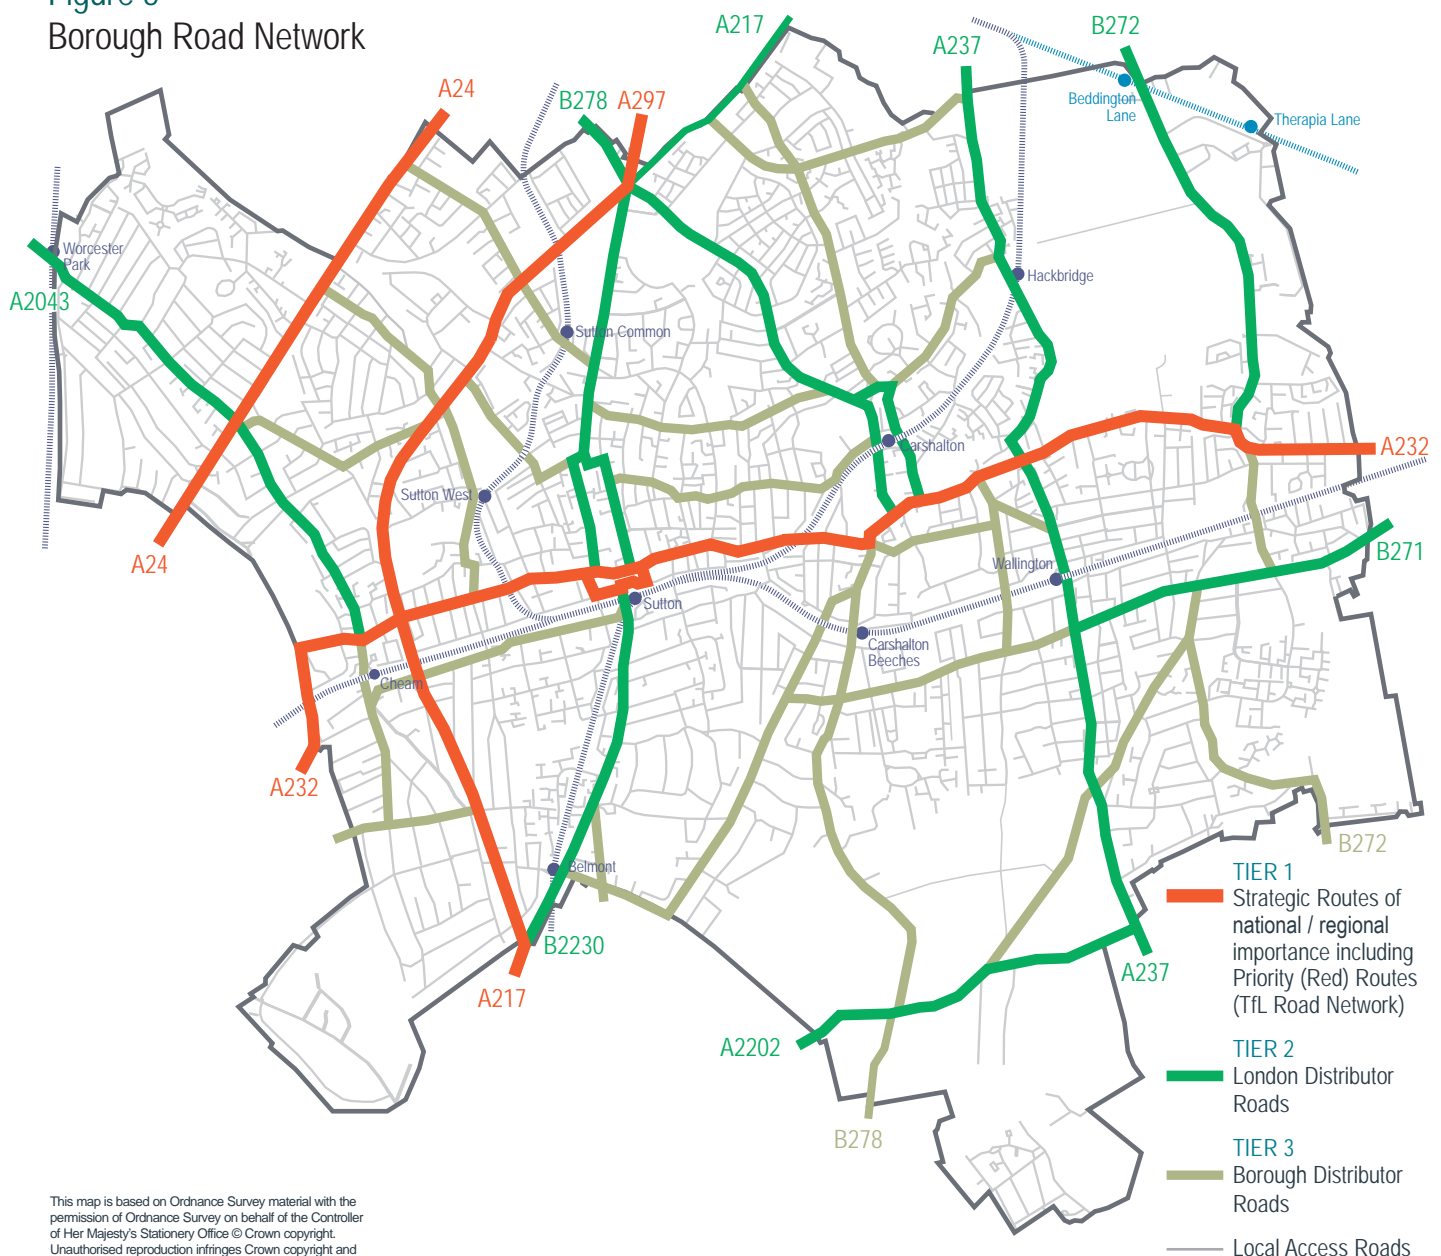 Borough Road Network
A217
A237
B272
A24
B278
A297
Beddington
Lane
Therapia Lane
Worcester
Park
A2043
Hackbridge
Sutton Common
Carshalton
A232
Sutton West
A24
B271
Wallington
Sutton
Carshalton
Beeches
Cheam
A232
Belmont
B272
B2230
A217
A237
A2202
B278
TIER 1
Strategic Routes of
national / regional
importance including
Priority (Red) Routes
(TfL Road Network)
TIER 2
London Distributor
Roads
TIER 3
Borough Distributor
Roads
Local Access Roads
This map is based on Ordnance Survey material with the
permission of Ordnance Survey on behalf of the Controller
of Her Majesty's Stationery Office © Crown copyright.
Unauthorised reproduction infringes Crown copyright and